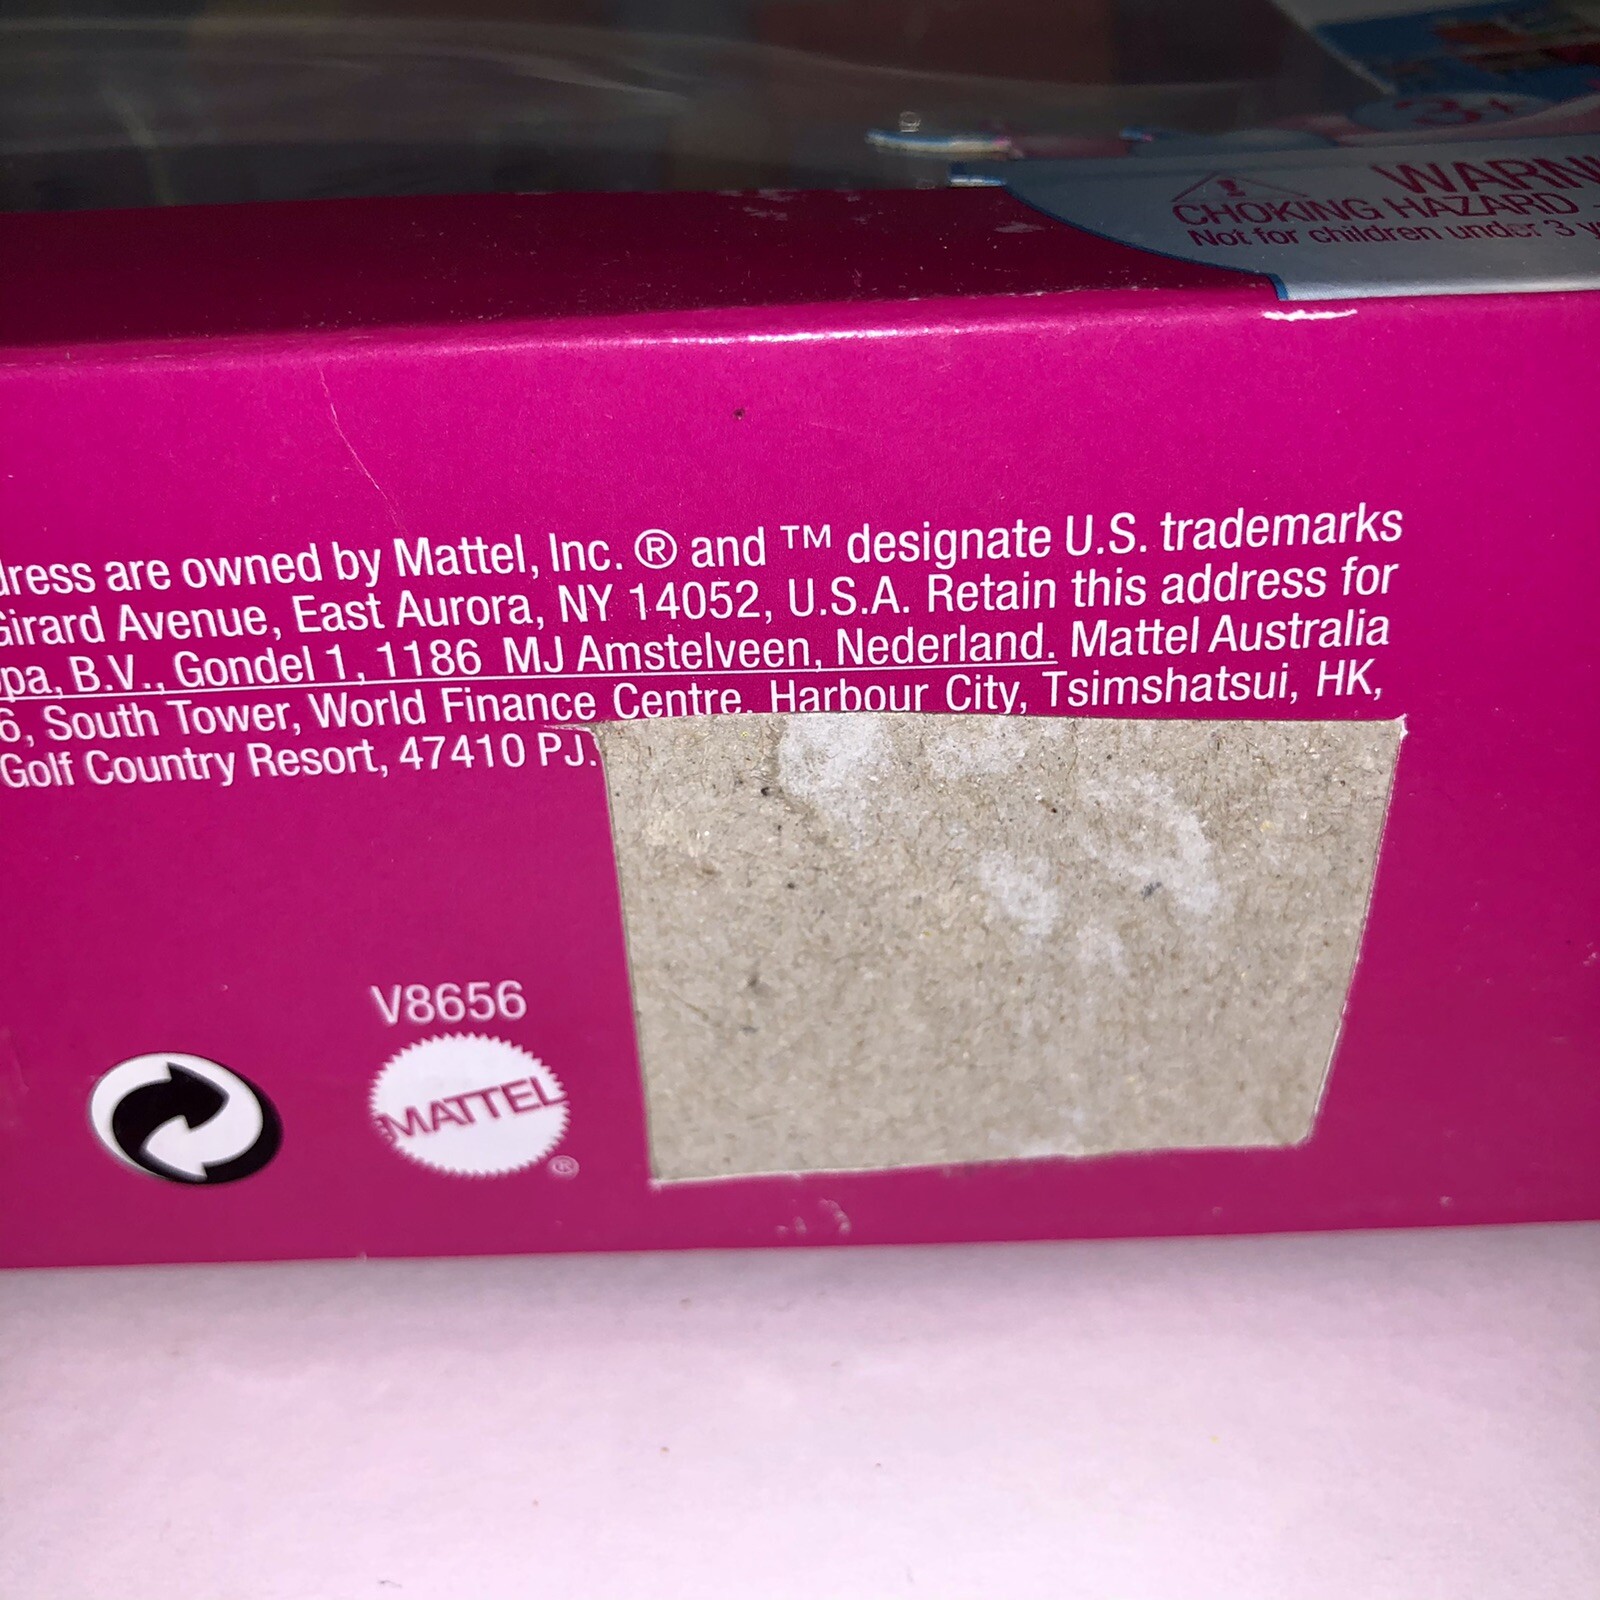 3+
WARN
CHOKING HAZARD -
Not for children under 3 y
dress are owned by Mattel, Inc. ® and ™ designate U.S. trademarks
Girard Avenue, East Aurora, NY 14052, U.S.A. Retain this address for
pa, B.V., Gondel 1, 1186 MJ Amstelveen, Nederland. Mattel Australia
6, South Tower, World Finance Centre, Harbour City, Tsimshatsui, HK,
Golf Country Resort, 47410 PJ.
V8656
MATTEL
®